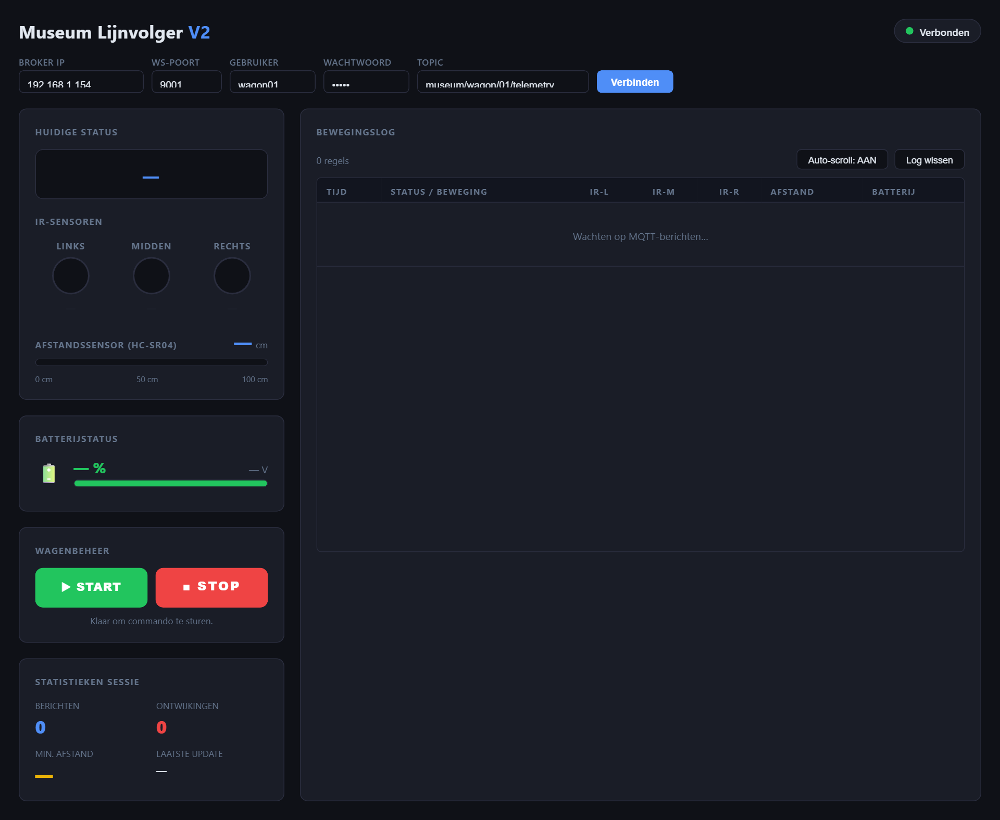 Museum Lijnvolger V2
Verbonden
BROKER IP
WS-POORT
GEBRUIKER
WACHTWOORD
TOPIC
192.168.1.154
9001
wagon01
•••••
museum/wagon/01/telemetry
Verbinden
HUIDIGE STATUS
—
IR-SENSOREN
LINKS
MIDDEN
RECHTS
—
—
—
AFSTANDSSENSOR (HC-SR04)
— cm
0 cm
50 cm
100 cm
BATTERIJSTATUS
— %
— V
WAGENBEHEER
▶ START
■ STOP
Klaar om commando te sturen.
STATISTIEKEN SESSIE
BERICHTEN
ONTWIJKINGEN
0
0
MIN. AFSTAND
LAATSTE UPDATE
—
—
BEWEGINGSLOG
0 regels
Auto-scroll: AAN
Log wissen
TIJD
STATUS / BEWEGING
IR-L
IR-M
IR-R
AFSTAND
BATTERIJ
Wachten op MQTT-berichten...